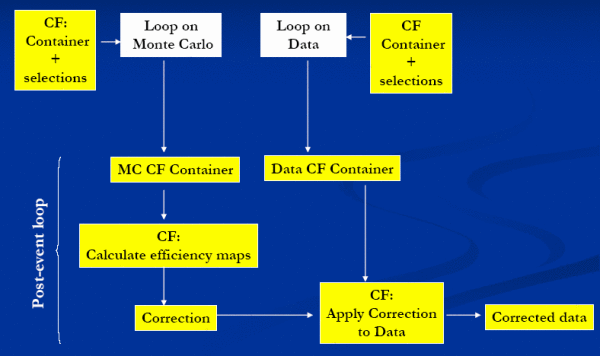 CF:
Container
+
selections
Loop on
Monte Carlo
Loop on
Data
CF
Container
+
selections
Post-event loop
MC CF Container
Data CF Container
CF:
Calculate efficiency maps
Correction
CF:
Apply Correction
to Data
Corrected data